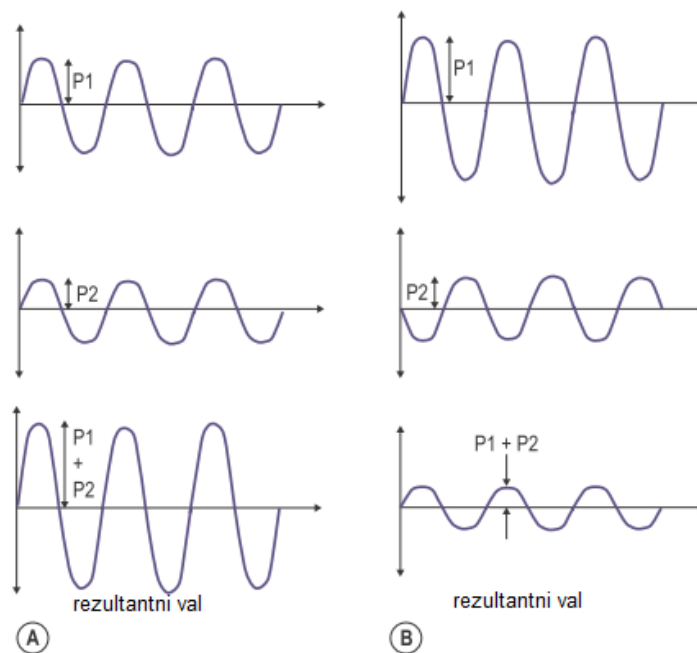 P1
P2
P1
+
P2
rezultantni val
A
P1
P2
P1 + P2
rezultantni val
B